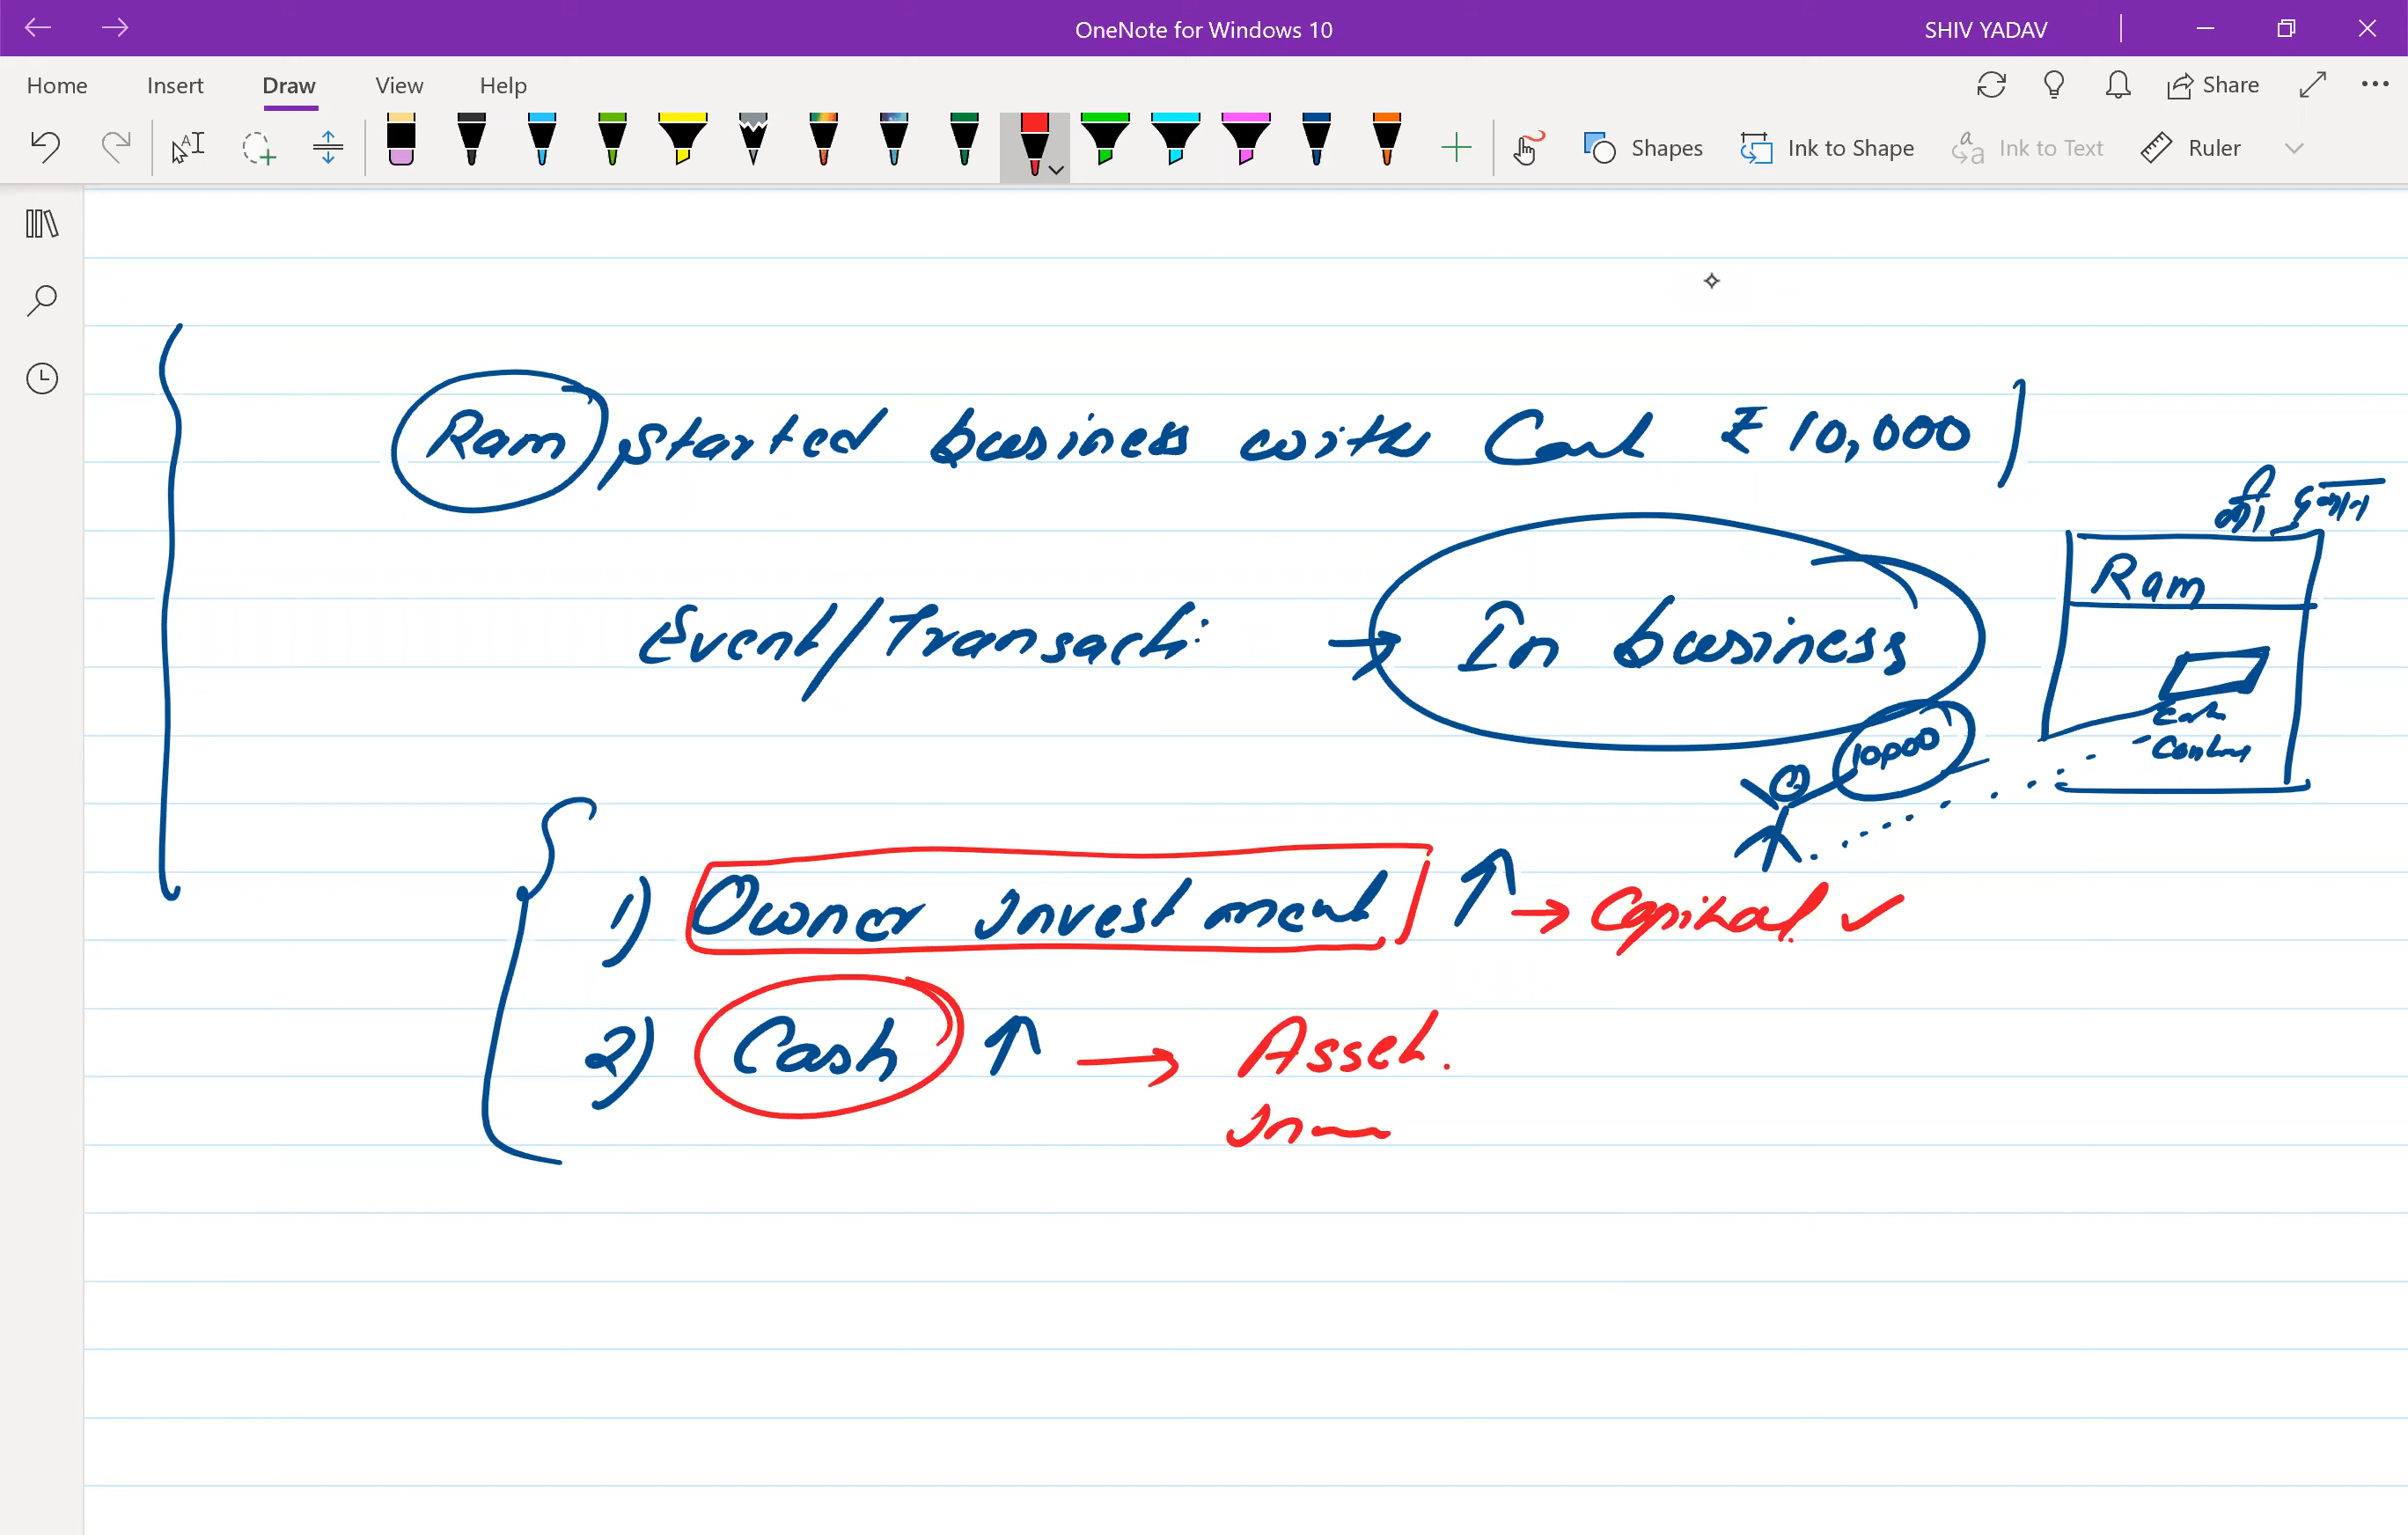 OneNote for Windows 10
SHIV YADAV
Home Insert Draw View Help
Share
Shapes Ink to Shape Ink to Text Ruler
Ram started business with Cash ₹ 10,000
Ram
Event/Transacti: → In business
10,000
1) Owner Investment ↑ → Capital ✓
2) Cash ↑ → Asset.